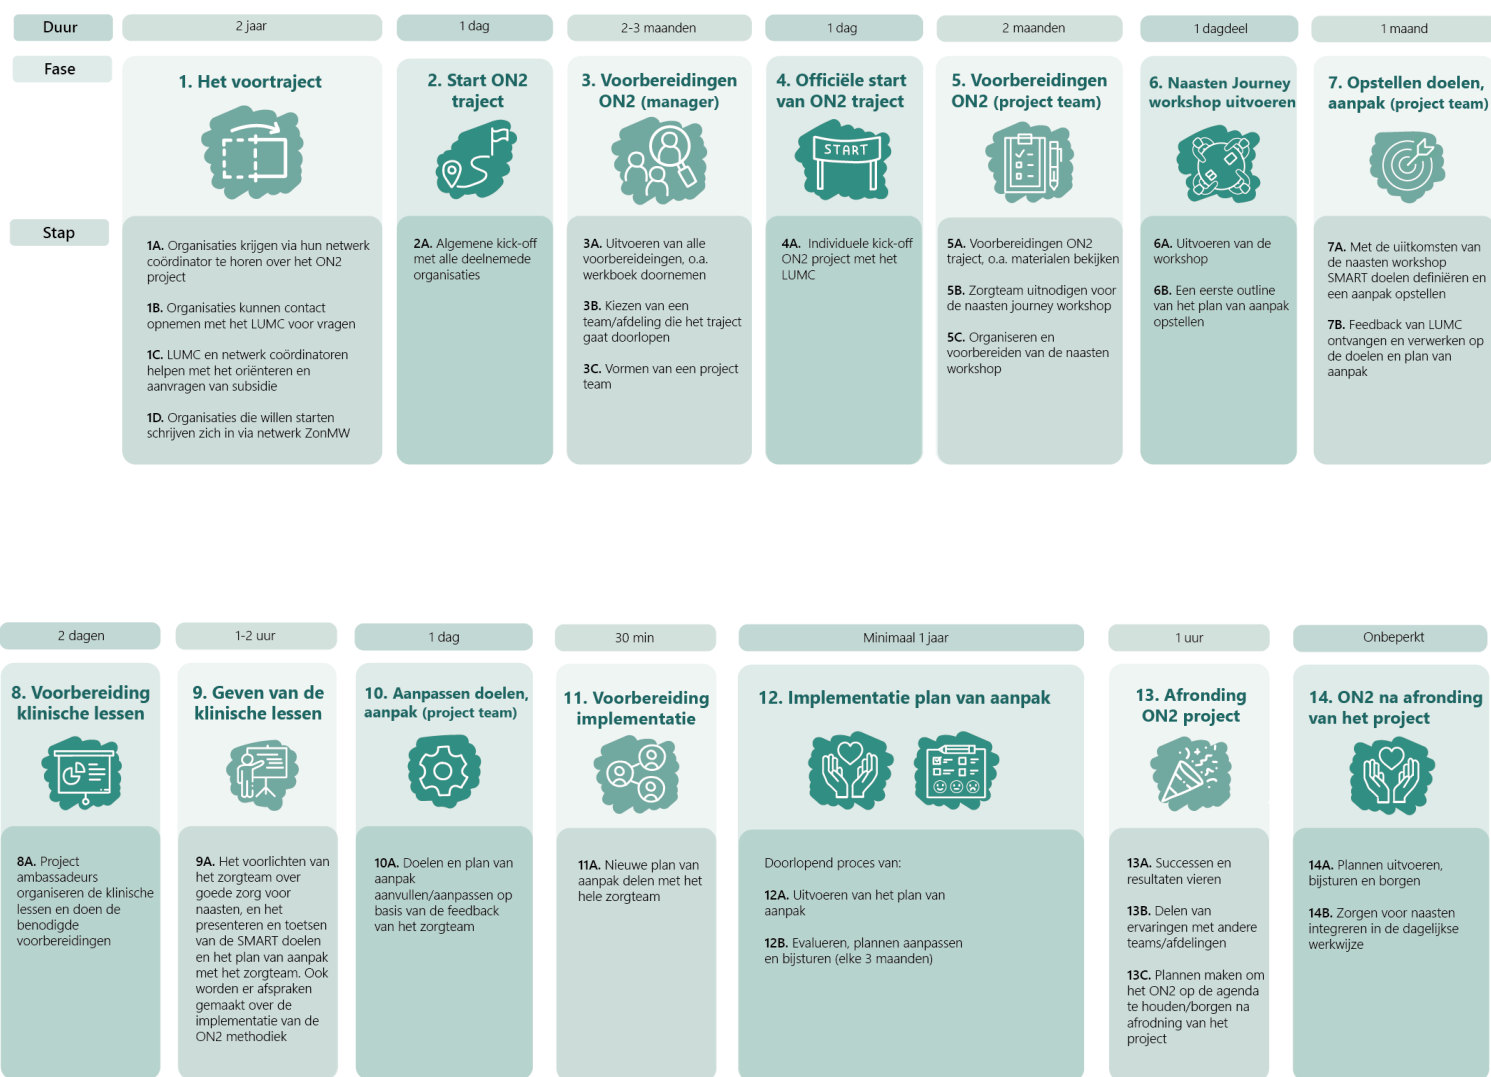 Duur
2 jaar
1 dag
2-3 maanden
1 dag
2 maanden
1 dagdeel
1 maand
Fase
1. Het voortraject
2. Start ON2
traject
3. Voorbereidingen
ON2 (manager)
4. Officiële start
van ON2 traject
START
5. Voorbereidingen
ON2 (project team)
6. Naasten Journey
workshop uitvoeren
7. Opstellen doelen,
aanpak (project team)
Stap
1A. Organisaties krijgen via hun netwerk
coördinator te horen over het ON2
project
1B. Organisaties kunnen contact
opnemen met het LUMC voor vragen
1C. LUMC en netwerk coördinatoren
helpen met het oriënteren en
aanvragen van subsidie
1D. Organisaties die willen starten
schrijven zich in via netwerk ZonMW
2A. Algemene kick-off
met alle deelnemede
organisaties
3A. Uitvoeren van alle
voorbereideingen, o.a.
werkboek doornemen
3B. Kiezen van een
team/afdeling die het traject
gaat doorlopen
3C. Vormen van een project
team
4A. Individuele kick-off
ON2 project met het
LUMC
5A. Voorbereidingen ON2
traject, o.a. materialen bekijken
5B. Zorgteam uitnodigen voor
de naasten journey workshop
5C. Organiseren en
voorbereiden van de naasten
workshop
6A. Uitvoeren van de
workshop
6B. Een eerste outline
van het plan van aanpak
opstellen
7A. Met de uiitkomsten van
de naasten workshop
SMART doelen definiëren en
een aanpak opstellen
7B. Feedback van LUMC
ontvangen en verwerken op
de doelen en plan van
aanpak
2 dagen
1-2 uur
1 dag
30 min
Minimaal 1 jaar
1 uur
Onbeperkt
8. Voorbereiding
klinische lessen
9. Geven van de
klinische lessen
10. Aanpassen doelen,
aanpak (project team)
11. Voorbereiding
implementatie
12. Implementatie plan van aanpak
13. Afronding
ON2 project
14. ON2 na afronding
van het project
8A. Project
ambassadeurs
organiseren de klinische
lessen en doen de
benodigde
voorbereidingen
9A. Het voorlichten van
het zorgteam over
goede zorg voor
naasten, en het
presenteren en toetsen
van de SMART doelen
en het plan van aanpak
met het zorgteam. Ook
worden er afspraken
gemaakt over de
implementatie van de
ON2 methodiek
10A. Doelen en plan van
aanpak
aanvullen/aanpassen op
basis van de feedback
van het zorgteam
11A. Nieuwe plan van
aanpak delen met het
hele zorgteam
Doorlopend proces van:
12A. Uitvoeren van het plan van
aanpak
12B. Evalueren, plannen aanpassen
en bijsturen (elke 3 maanden)
13A. Successen en
resultaten vieren
13B. Delen van
ervaringen met andere
teams/afdelingen
13C. Plannen maken om
het ON2 op de agenda
te houden/borgen na
afrodning van het
project
14A. Plannen uitvoeren,
bijsturen en borgen
14B. Zorgen voor naasten
integreren in de dagelijkse
werkwijze